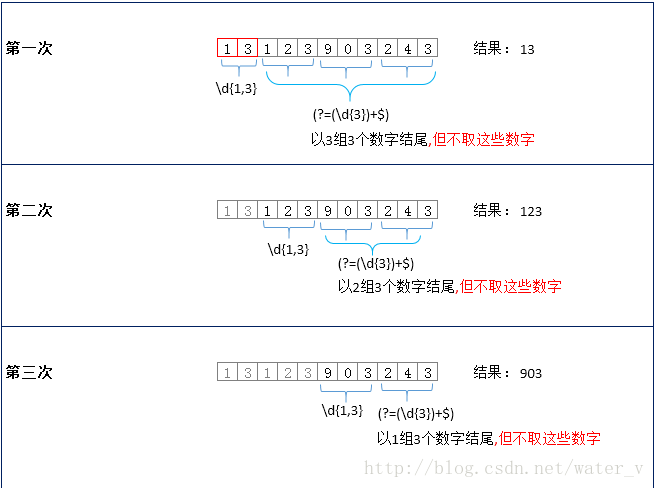 第一次 1 3 1 2 3 9 0 3 2 4 3 结果：13
\d{1,3}
(?=(\d{3})+$)
以3组3个数字结尾,但不取这些数字
第二次 1 3 1 2 3 9 0 3 2 4 3 结果：123
\d{1,3}
(?=(\d{3})+$)
以2组3个数字结尾,但不取这些数字
第三次 1 3 1 2 3 9 0 3 2 4 3 结果：903
\d{1,3} (?=(\d{3})+$)
以1组3个数字结尾,但不取这些数字
http://blog.csdn.net/water_v